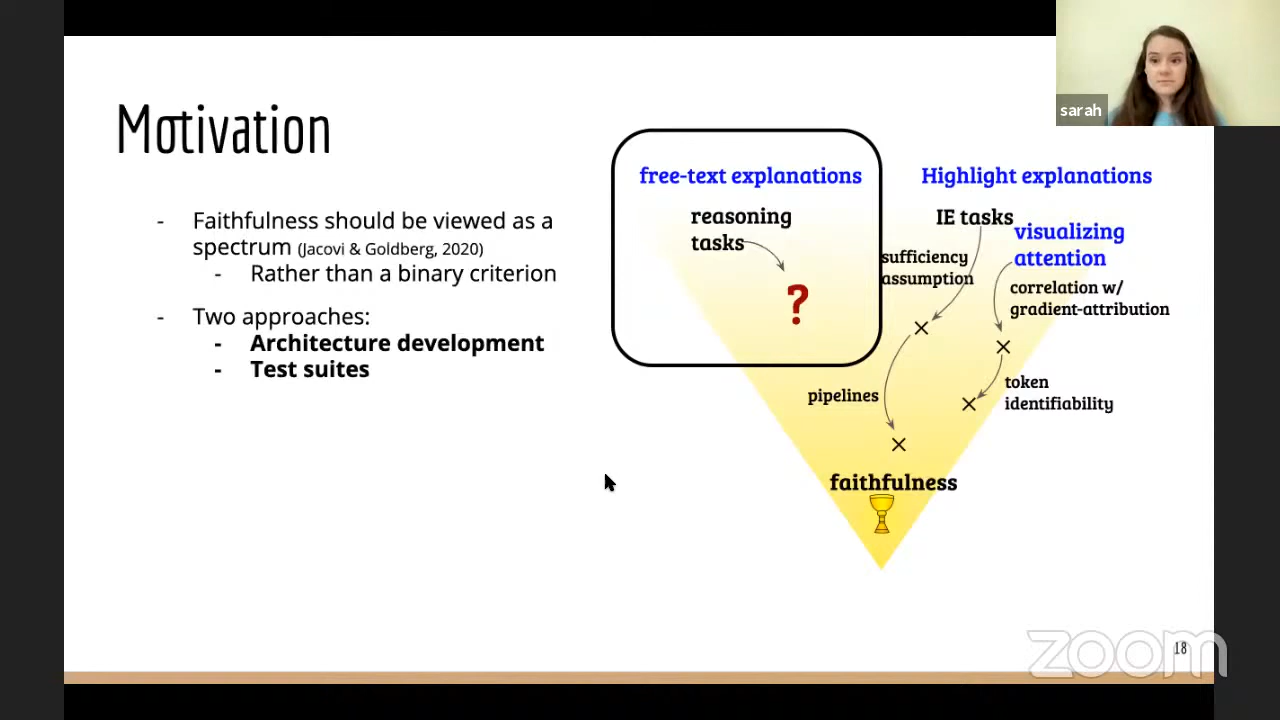 sarah
Motivation
- Faithfulness should be viewed as a
spectrum (Jacovi & Goldberg, 2020)
- Rather than a binary criterion
- Two approaches:
- Architecture development
- Test suites
free-text explanations
reasoning
tasks
?
Highlight explanations
IE tasks
visualizing
attention
sufficiency
assumption
correlation w/
gradient-attribution
pipelines
token
identifiability
faithfulness
zoom
18